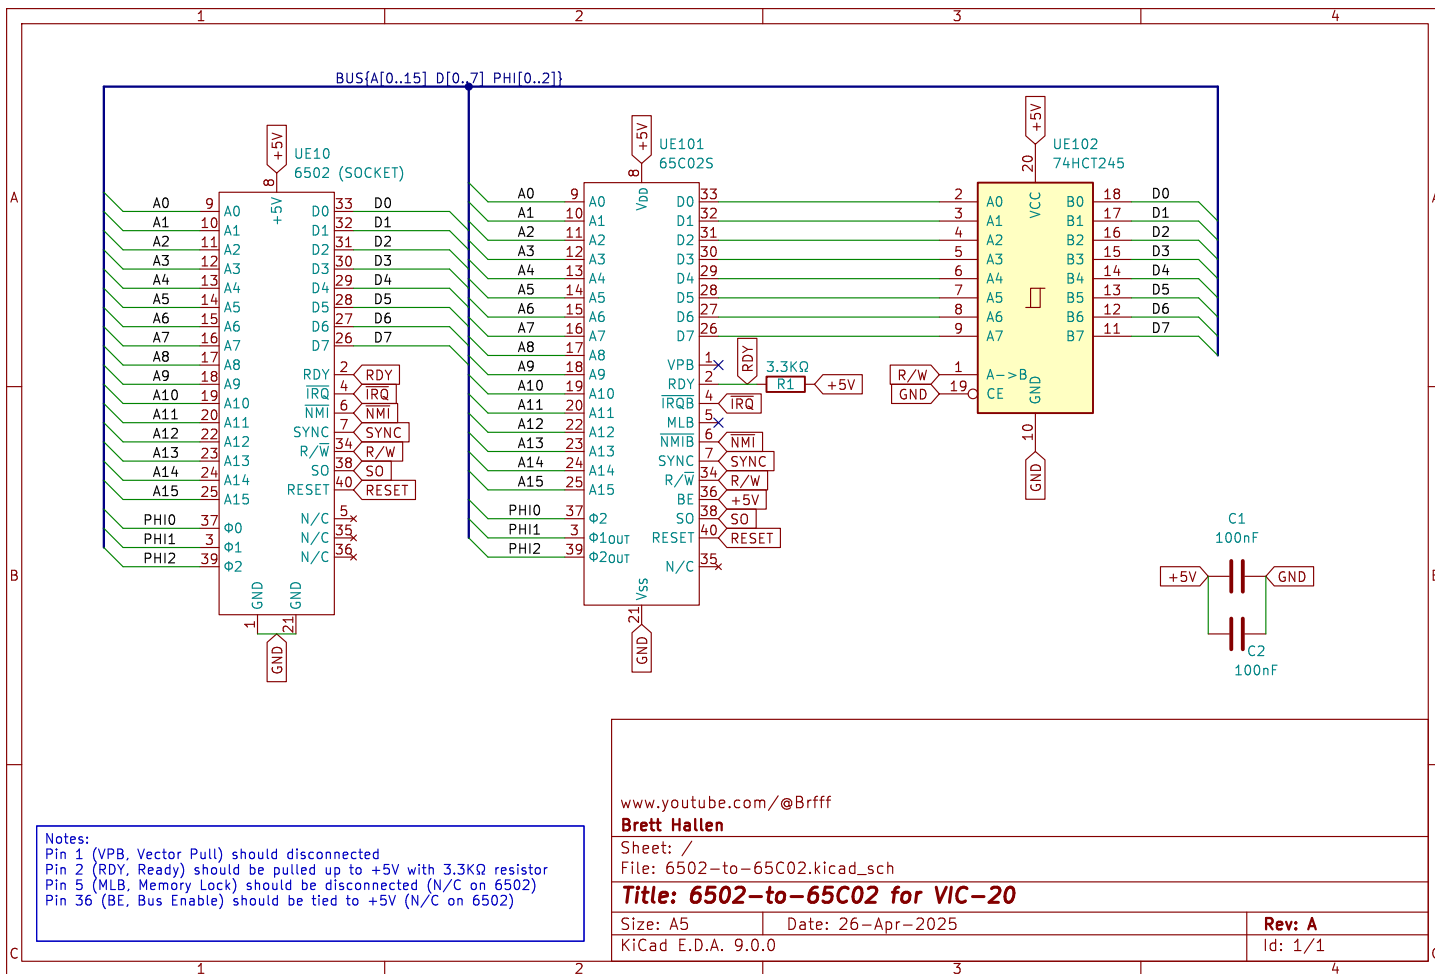 1 2 3 4
BUS{A[0..15] D[0..7] PHI[0..2]}
+5V
UE10
6502 (SOCKET)
8
+5V
A0 9 A0 D0 33 D0
A1 10 A1 D1 32 D1
A2 11 A2 D2 31 D2
A3 12 A3 D3 30 D3
A4 13 A4 D4 29 D4
A5 14 A5 D5 28 D5
A6 15 A6 D6 27 D6
A7 16 A7 D7 26 D7
A8 17 A8 RDY 2 RDY
A9 18 A9 IRQ 4 IRQ
A10 19 A10 NMI 6 NMI
A11 20 A11 SYNC 7 SYNC
A12 22 A12 R/W 34 R/W
A13 23 A13 SO 38 SO
A14 24 A14 RESET 40 RESET
A15 25 A15
N/C 5
PHI0 37 Φ0 N/C 35
PHI1 3 Φ1 N/C 36
PHI2 39 Φ2
GND GND
1 21
GND
+5V
UE101
65C02S
8
VDD
A0 9 A0 D0 33
A1 10 A1 D1 32
A2 11 A2 D2 31
A3 12 A3 D3 30
A4 13 A4 D4 29
A5 14 A5 D5 28
A6 15 A6 D6 27
A7 16 A7 D7 26
A8 17 A8 VPB 1
A9 18 A9 RDY 2 RDY 3.3KΩ R1 +5V
A10 19 A10 IRQB 4 IRQ
A11 20 A11 MLB 5
A12 22 A12 NMIB 6 NMI
A13 23 A13 SYNC 7 SYNC
A14 24 A14 R/W 34 R/W
A15 25 A15 BE 36 +5V
PHI0 37 Φ2 SO 38 SO
PHI1 3 Φ1OUT RESET 40 RESET
PHI2 39 Φ2OUT N/C 35
VSS
21
GND
+5V
UE102
74HCT245
20
VCC
2 A0 B0 18 D0
3 A1 B1 17 D1
4 A2 B2 16 D2
5 A3 B3 15 D3
6 A4 B4 14 D4
7 A5 B5 13 D5
8 A6 B6 12 D6
9 A7 B7 11 D7
R/W 1 A->B
GND 19 CE
GND
10
GND
C1
100nF
+5V GND
C2
100nF
A
B
C
Notes:
Pin 1 (VPB, Vector Pull) should disconnected
Pin 2 (RDY, Ready) should be pulled up to +5V with 3.3KΩ resistor
Pin 5 (MLB, Memory Lock) should be disconnected (N/C on 6502)
Pin 36 (BE, Bus Enable) should be tied to +5V (N/C on 6502)
www.youtube.com/@Brfff
Brett Hallen
Sheet: /
File: 6502-to-65C02.kicad_sch
Title: 6502-to-65C02 for VIC-20
Size: A5 Date: 26-Apr-2025 Rev: A
KiCad E.D.A. 9.0.0 Id: 1/1
1 2 3 4